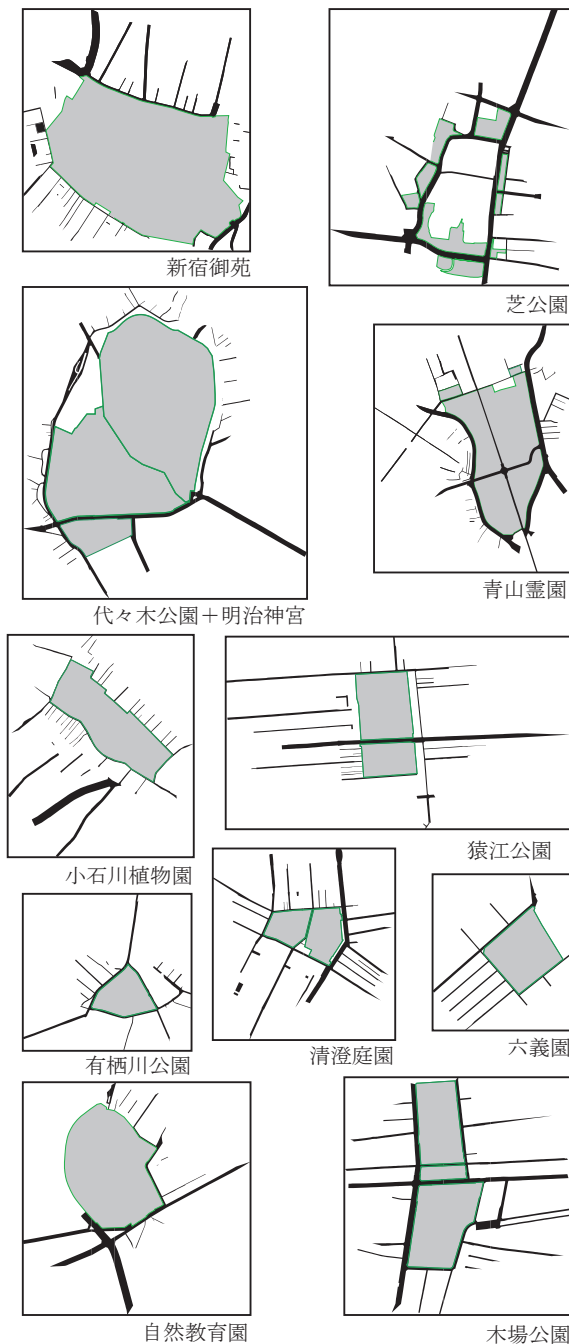 新宿御苑
芝公園
代々木公園＋明治神宮
青山霊園
小石川植物園
猿江公園
有栖川公園
清澄庭園
六義園
自然教育園
木場公園